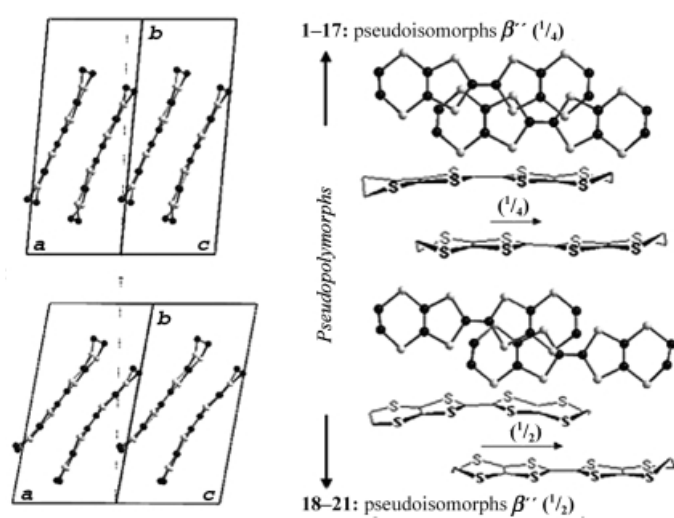 1–17: pseudoisomorphs β´´ (1/4)
b
a
c
S S S S
S S S S
(1/4)
S S S S
S S S S
Pseudopolymorphs
b
a
c
S S S S
S S S S
(1/2)
S S S S
S S S S
18–21: pseudoisomorphs β´´ (1/2)